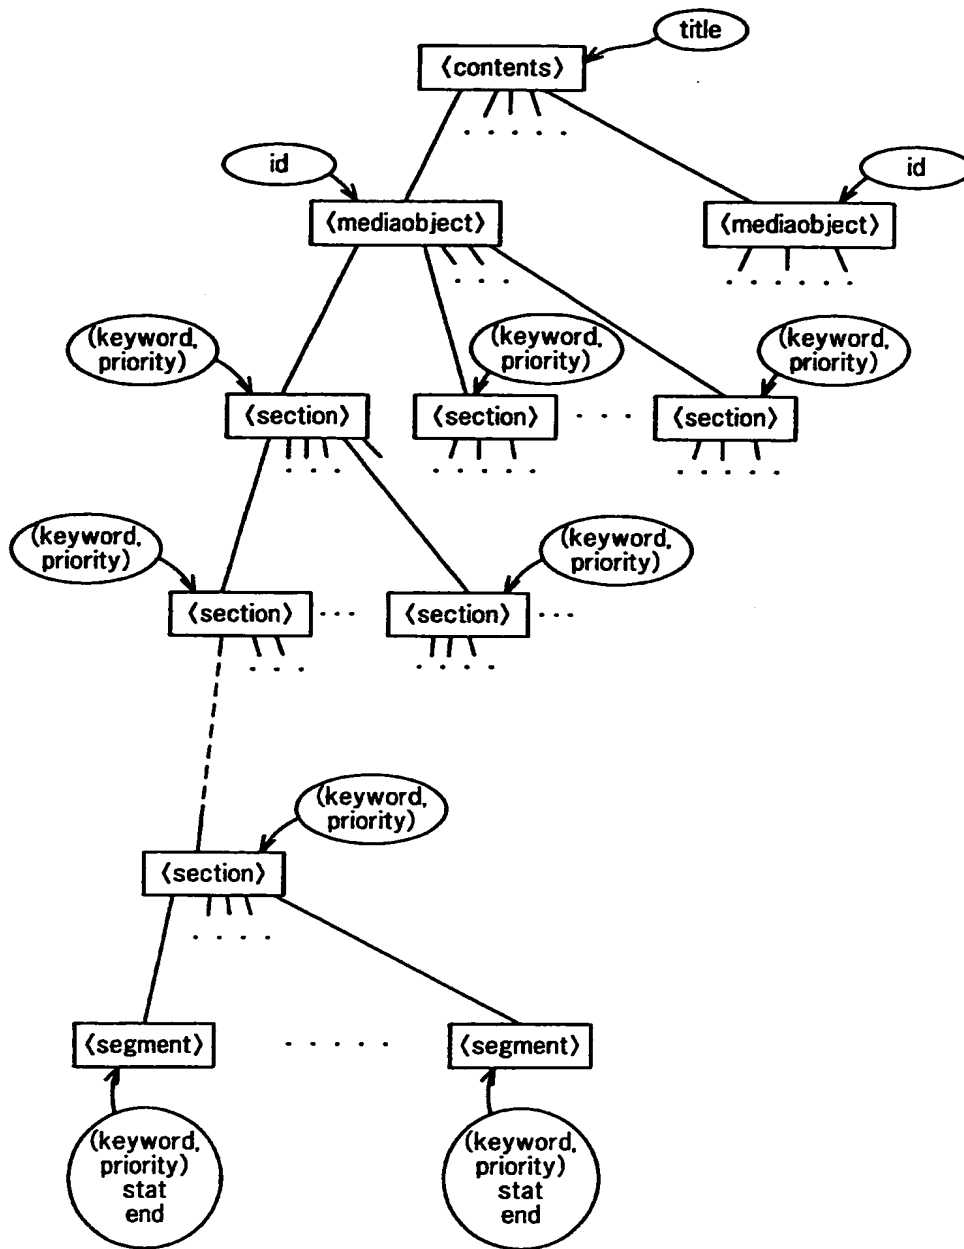 title
〈contents〉
id
id
〈mediaobject〉
〈mediaobject〉
(keyword,
priority)
(keyword,
priority)
(keyword,
priority)
〈section〉
〈section〉
〈section〉
(keyword,
priority)
(keyword,
priority)
〈section〉
〈section〉
(keyword,
priority)
〈section〉
〈segment〉
〈segment〉
(keyword,
priority)
stat
end
(keyword,
priority)
stat
end